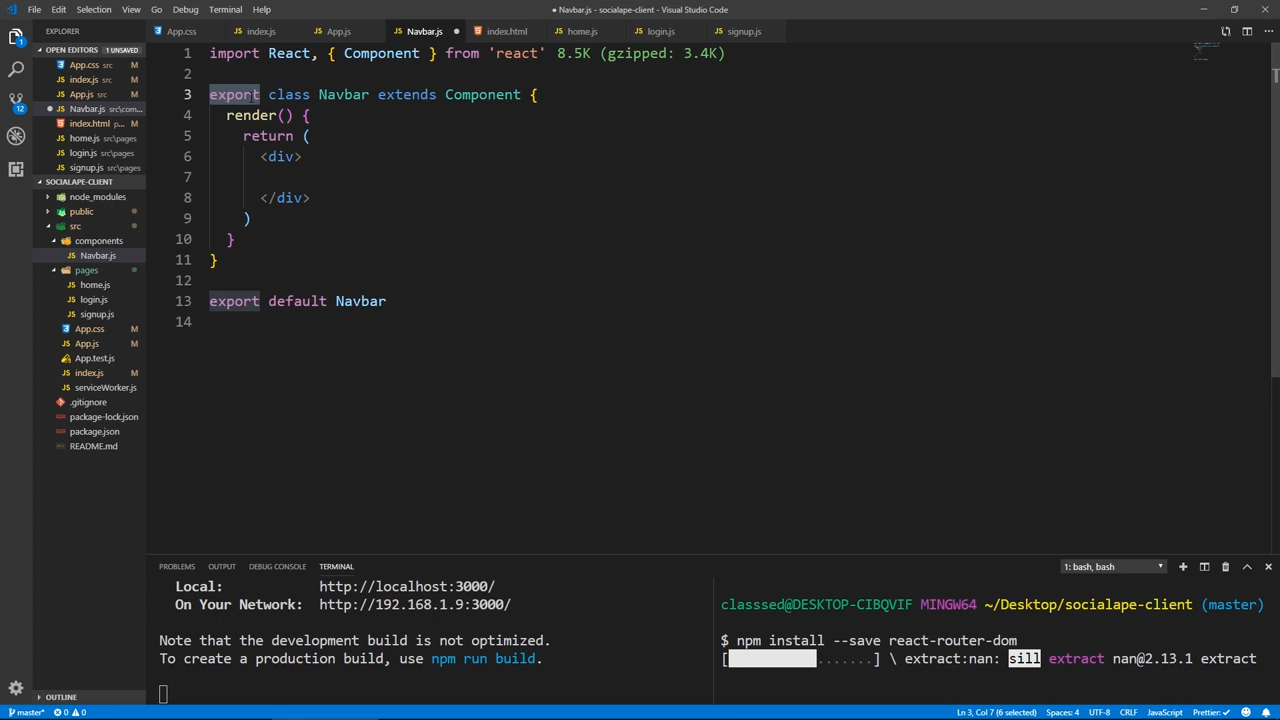 File Edit Selection View Go Debug Terminal Help
● Navbar.js - socialape-client - Visual Studio Code
EXPLORER
OPEN EDITORS 1 UNSAVED
App.css src M
index.js src M
App.js src M
Navbar.js src\com...
index.html p... M
home.js src\pages
login.js src\pages
signup.js src\pages
SOCIALAPE-CLIENT
node_modules
public
src
components
Navbar.js
pages
home.js
login.js
signup.js
App.css M
App.js M
App.test.js
index.js M
serviceWorker.js
.gitignore
package-lock.json
package.json
README.md
OUTLINE
1
12
App.css index.js App.js Navbar.js index.html home.js login.js signup.js
1 import React, { Component } from 'react' 8.5K (gzipped: 3.4K)
2
3 export class Navbar extends Component {
4 render() {
5 return (
6 <div>
7
8 </div>
9 )
10 }
11 }
12
13 export default Navbar
14
PROBLEMS OUTPUT DEBUG CONSOLE TERMINAL
1: bash, bash
Local: http://localhost:3000/
On Your Network: http://192.168.1.9:3000/
Note that the development build is not optimized.
To create a production build, use npm run build.
classsed@DESKTOP-CIBQVIF MINGW64 ~/Desktop/socialape-client (master)
$ npm install --save react-router-dom
[ .......] \ extract:nan: sill extract nan@2.13.1 extract
master* 0 0
Ln 3, Col 7 (6 selected) Spaces: 4 UTF-8 CRLF JavaScript Prettier: ✓